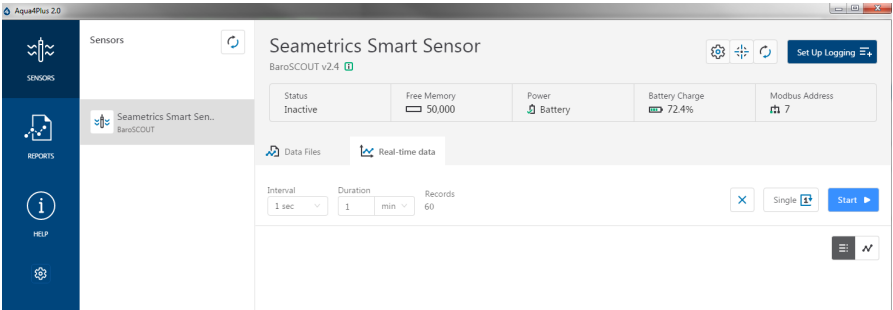 Aqua4Plus 2.0
SENSORS
REPORTS
HELP
Sensors
Seametrics Smart Sen..
BaroSCOUT
Seametrics Smart Sensor
BaroSCOUT v2.4
Set Up Logging
Status Free Memory Power Battery Charge Modbus Address
Inactive 50,000 Battery 72.4% 7
Data Files Real-time data
Interval Duration Records
1 sec 1 min 60
Single 1 Start